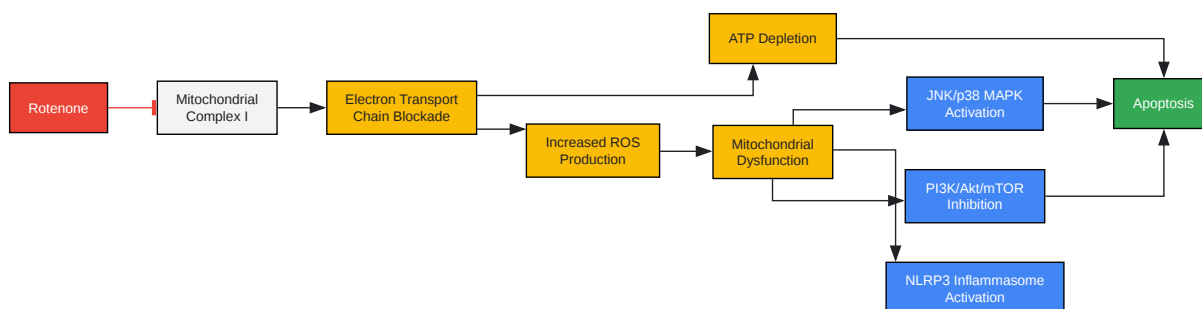 ATP Depletion
Rotenone
Mitochondrial
Complex I
Electron Transport
Chain Blockade
Increased ROS
Production
Mitochondrial
Dysfunction
JNK/p38 MAPK
Activation
PI3K/Akt/mTOR
Inhibition
NLRP3 Inflammasome
Activation
Apoptosis